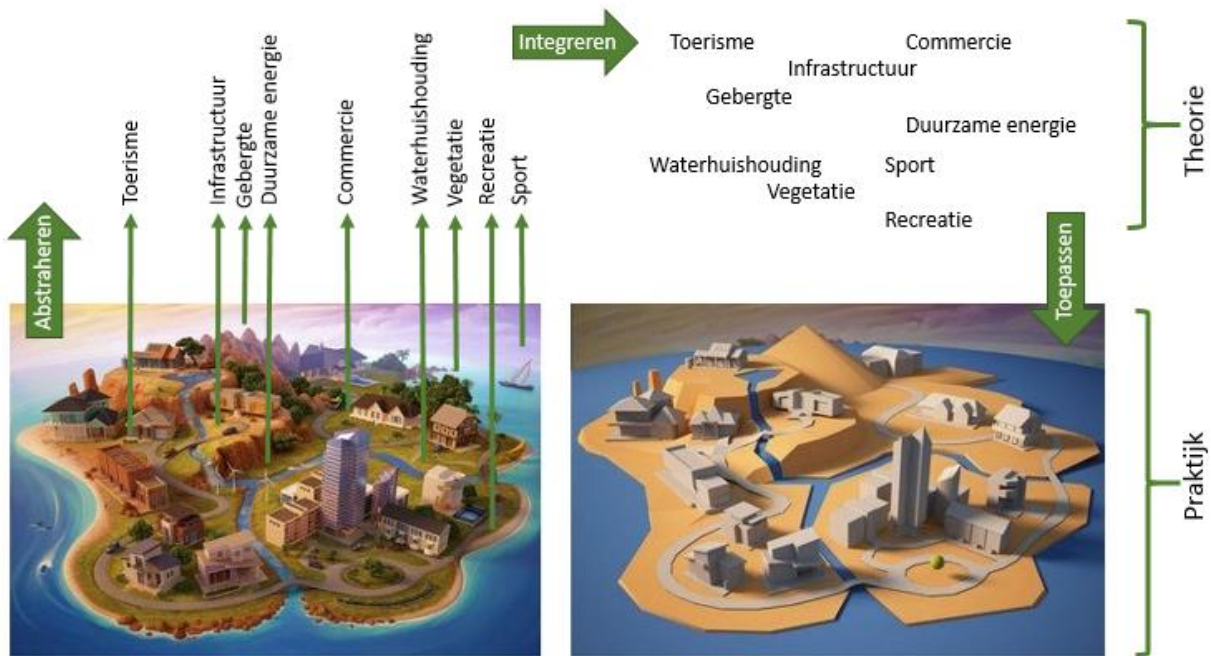 Abstraheren
Toerisme
Infrastructuur
Gebergte
Duurzame energie
Commercie
Waterhuishouding
Vegetatie
Recreatie
Sport
Integreren
Toerisme
Commercie
Infrastructuur
Gebergte
Duurzame energie
Waterhuishouding
Sport
Vegetatie
Recreatie
Theorie
Toepassen
Praktijk